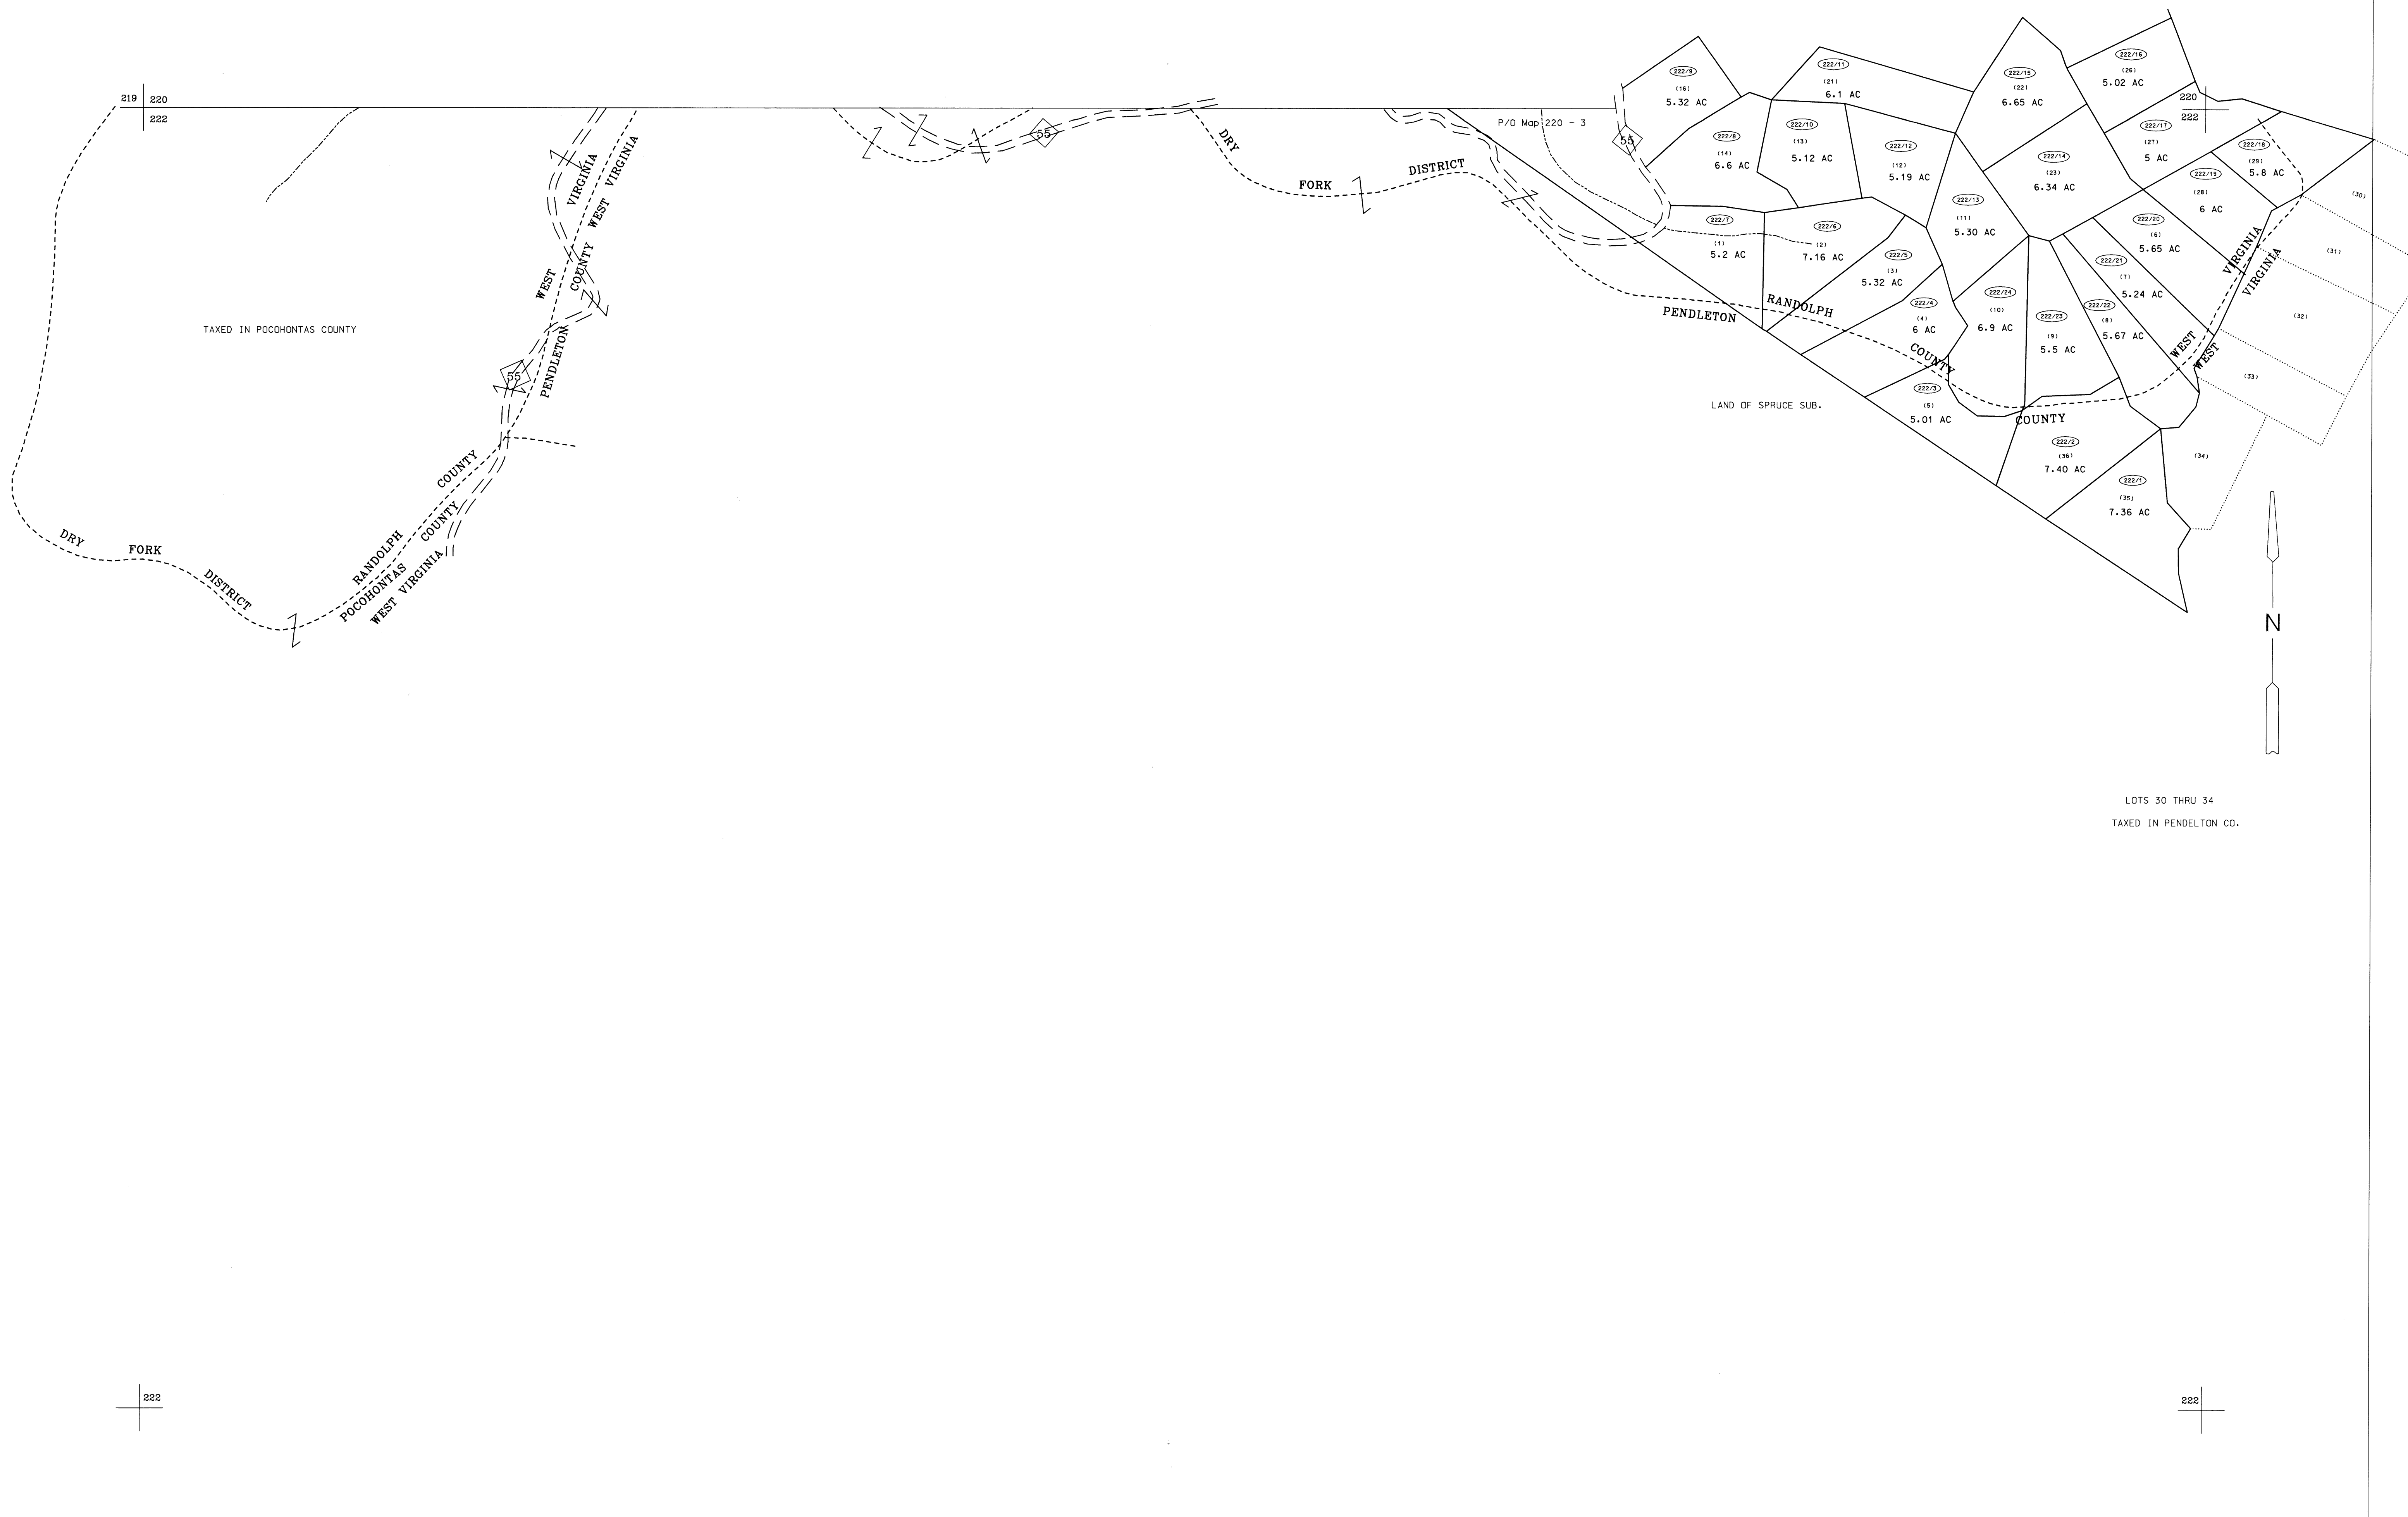 219 220
222
TAXED IN POCOHONTAS COUNTY
DRY FORK DISTRICT
VIRGINIA
WEST
WEST VIRGINIA
COUNTY
PENDLETON
55
COUNTY
RANDOLPH
COUNTY
POCOHONTAS
WEST VIRGINIA
55
DRY FORK DISTRICT
P/O Map 220 - 3
55
222/9
(16)
5.32 AC
222/11
(21)
6.1 AC
222/15
(22)
6.65 AC
222/16
(26)
5.02 AC
220
222
222/8
(14)
6.6 AC
222/10
(13)
5.12 AC
222/12
(12)
5.19 AC
222/14
(23)
6.34 AC
222/17
(27)
5 AC
222/18
(29)
5.8 AC
222/19
(28)
6 AC
222/13
(11)
5.30 AC
222/7
(1)
5.2 AC
222/6
(2)
7.16 AC
222/5
(3)
5.32 AC
222/20
(6)
5.65 AC
222/21
(7)
5.24 AC
222/22
(8)
5.67 AC
222/4
(4)
6 AC
222/24
(10)
6.9 AC
222/23
(9)
5.5 AC
222/3
(5)
5.01 AC
222/2
(36)
7.40 AC
222/1
(35)
7.36 AC
(30)
(31)
(32)
(33)
(34)
RANDOLPH
PENDLETON
COUNTY
COUNTY
WEST
WEST
VIRGINIA
VIRGINIA
LAND OF SPRUCE SUB.
N
LOTS 30 THRU 34
TAXED IN PENDELTON CO.
222
222